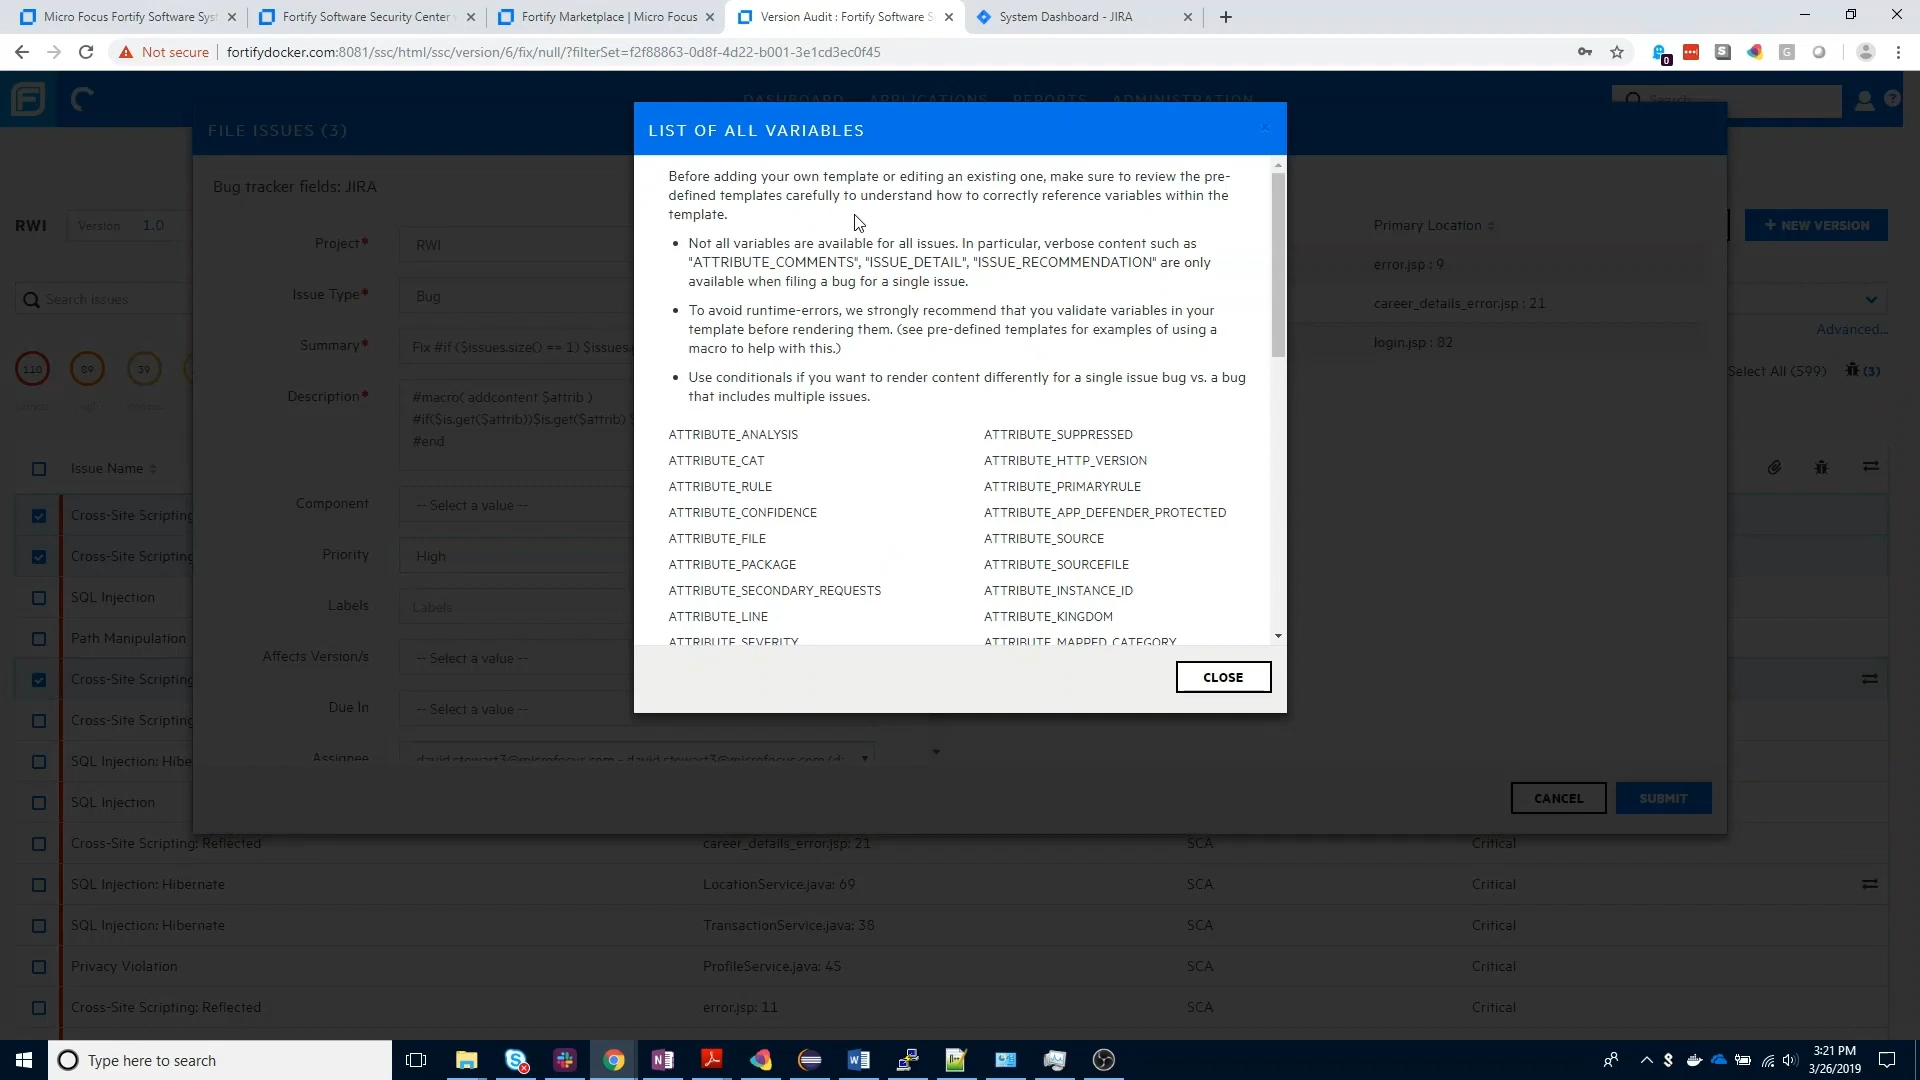 Micro Focus Fortify Software Sys
Fortify Software Security Center
Fortify Marketplace | Micro Focus
Version Audit : Fortify Software S
System Dashboard - JIRA
Not secure
fortifydocker.com:8081/ssc/html/ssc/version/6/fix/null/?filterSet=f2f88863-0d8f-4d22-b001-3e1cd3ec0f45
DASHBOARD APPLICATIONS REPORTS ADMINISTRATION
Search
FILE ISSUES (3)
Bug tracker fields: JIRA
RWI Version 1.0
Search issues
110 89 39
Issue Name
Project* RWI
Issue Type* Bug
Summary* Fix #if ($issues.size() == 1) $issues.
Description* #macro( addcontent $attrib )
#if($is.get($attrib))$is.get($attrib)
#end
Component -- Select a value --
Priority High
Labels Labels
Affects Version/s -- Select a value --
Due In -- Select a value --
Assignee david.stewart3@microfocus.com - david.stewart3@microfocus.com (d
LIST OF ALL VARIABLES
Before adding your own template or editing an existing one, make sure to review the pre-
defined templates carefully to understand how to correctly reference variables within the
template.
• Not all variables are available for all issues. In particular, verbose content such as
"ATTRIBUTE_COMMENTS", "ISSUE_DETAIL", "ISSUE_RECOMMENDATION" are only
available when filing a bug for a single issue.
• To avoid runtime-errors, we strongly recommend that you validate variables in your
template before rendering them. (see pre-defined templates for examples of using a
macro to help with this.)
• Use conditionals if you want to render content differently for a single issue bug vs. a bug
that includes multiple issues.
ATTRIBUTE_ANALYSIS ATTRIBUTE_SUPPRESSED
ATTRIBUTE_CAT ATTRIBUTE_HTTP_VERSION
ATTRIBUTE_RULE ATTRIBUTE_PRIMARYRULE
ATTRIBUTE_CONFIDENCE ATTRIBUTE_APP_DEFENDER_PROTECTED
ATTRIBUTE_FILE ATTRIBUTE_SOURCE
ATTRIBUTE_PACKAGE ATTRIBUTE_SOURCEFILE
ATTRIBUTE_SECONDARY_REQUESTS ATTRIBUTE_INSTANCE_ID
ATTRIBUTE_LINE ATTRIBUTE_KINGDOM
ATTRIBUTE_SEVERITY ATTRIBUTE_MAPPED_CATEGORY
CLOSE
Primary Location
error.jsp : 9
career_details_error.jsp : 21
login.jsp : 82
+ NEW VERSION
Advanced...
Select All (599) (3)
CANCEL SUBMIT
Cross-Site Scripting
Cross-Site Scripting
SQL Injection
Path Manipulation
Cross-Site Scripting
Cross-Site Scripting
SQL Injection: Hibe
SQL Injection
Cross-Site Scripting: Reflected career_details_error.jsp: 21 SCA Critical
SQL Injection: Hibernate LocationService.java: 69 SCA Critical
SQL Injection: Hibernate TransactionService.java: 38 SCA Critical
Privacy Violation ProfileService.java: 45 SCA Critical
Cross-Site Scripting: Reflected error.jsp: 11 SCA Critical
Type here to search
3:21 PM
3/26/2019